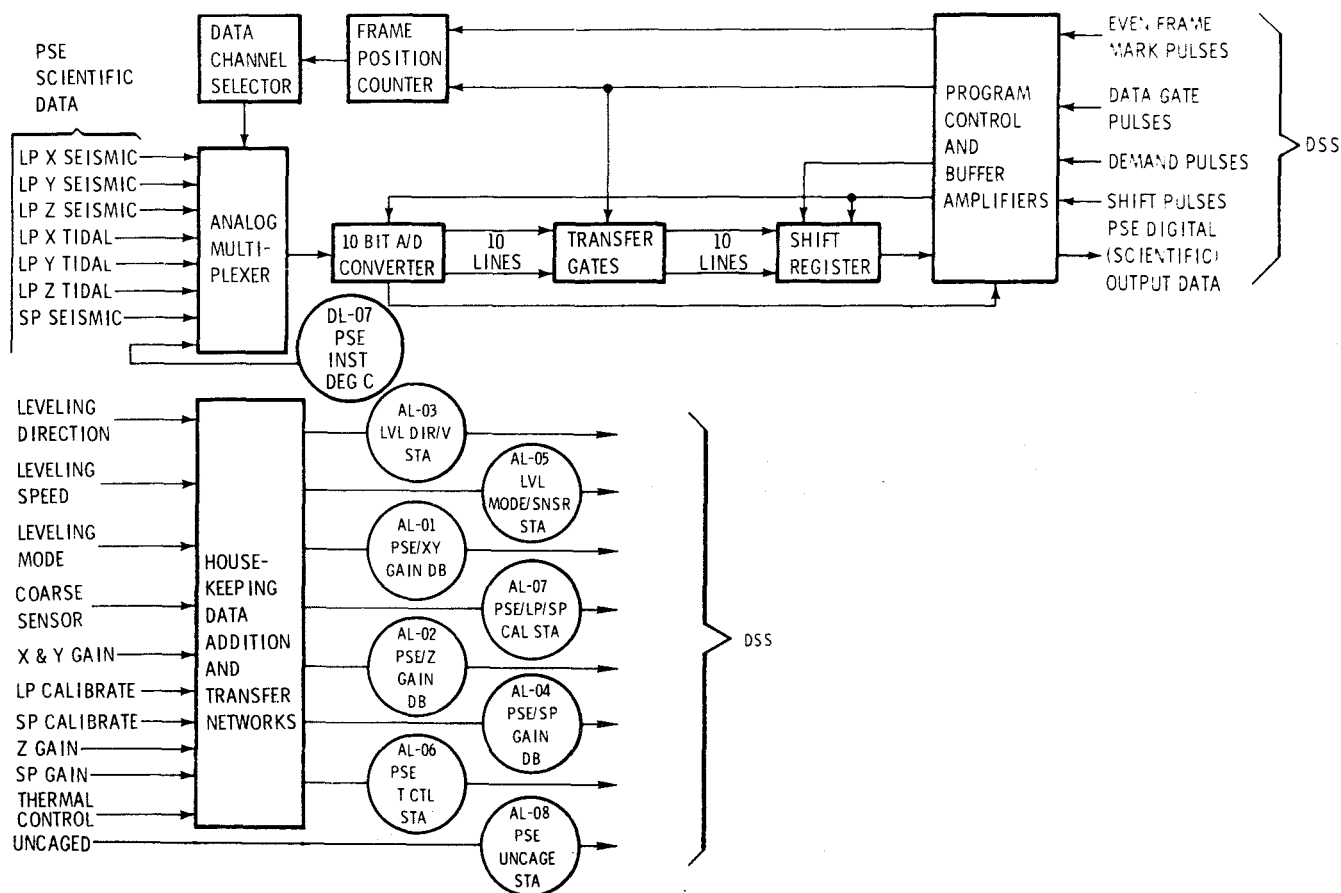 PSE
SCIENTIFIC
DATA
DATA
CHANNEL
SELECTOR
FRAME
POSITION
COUNTER
PROGRAM
CONTROL
AND
BUFFER
AMPLIFIERS
EVEN FRAME
MARK PULSES
DATA GATE
PULSES
DEMAND PULSES
SHIFT PULSES
PSE DIGITAL
(SCIENTIFIC)
OUTPUT DATA
DSS
LP X SEISMIC
LP Y SEISMIC
LP Z SEISMIC
LP X TIDAL
LP Y TIDAL
LP Z TIDAL
SP SEISMIC
ANALOG
MULTI-
PLEXER
10 BIT A/D
CONVERTER
10
LINES
TRANSFER
GATES
10
LINES
SHIFT
REGISTER
DL-07
PSE
INST
DEG C
LEVELING
DIRECTION
LEVELING
SPEED
LEVELING
MODE
COARSE
SENSOR
X & Y GAIN
LP CALIBRATE
SP CALIBRATE
Z GAIN
SP GAIN
THERMAL
CONTROL
UNCAGED
HOUSE-
KEEPING
DATA
ADDITION
AND
TRANSFER
NETWORKS
AL-03
LVL DIR/V
STA
AL-05
LVL
MODE/SNSR
STA
AL-01
PSE/XY
GAIN DB
AL-07
PSE/LP/SP
CAL STA
AL-02
PSE/Z
GAIN
DB
AL-04
PSE/SP
GAIN
DB
AL-06
PSE
T CTL
STA
AL-08
PSE
UNCAGE
STA
DSS